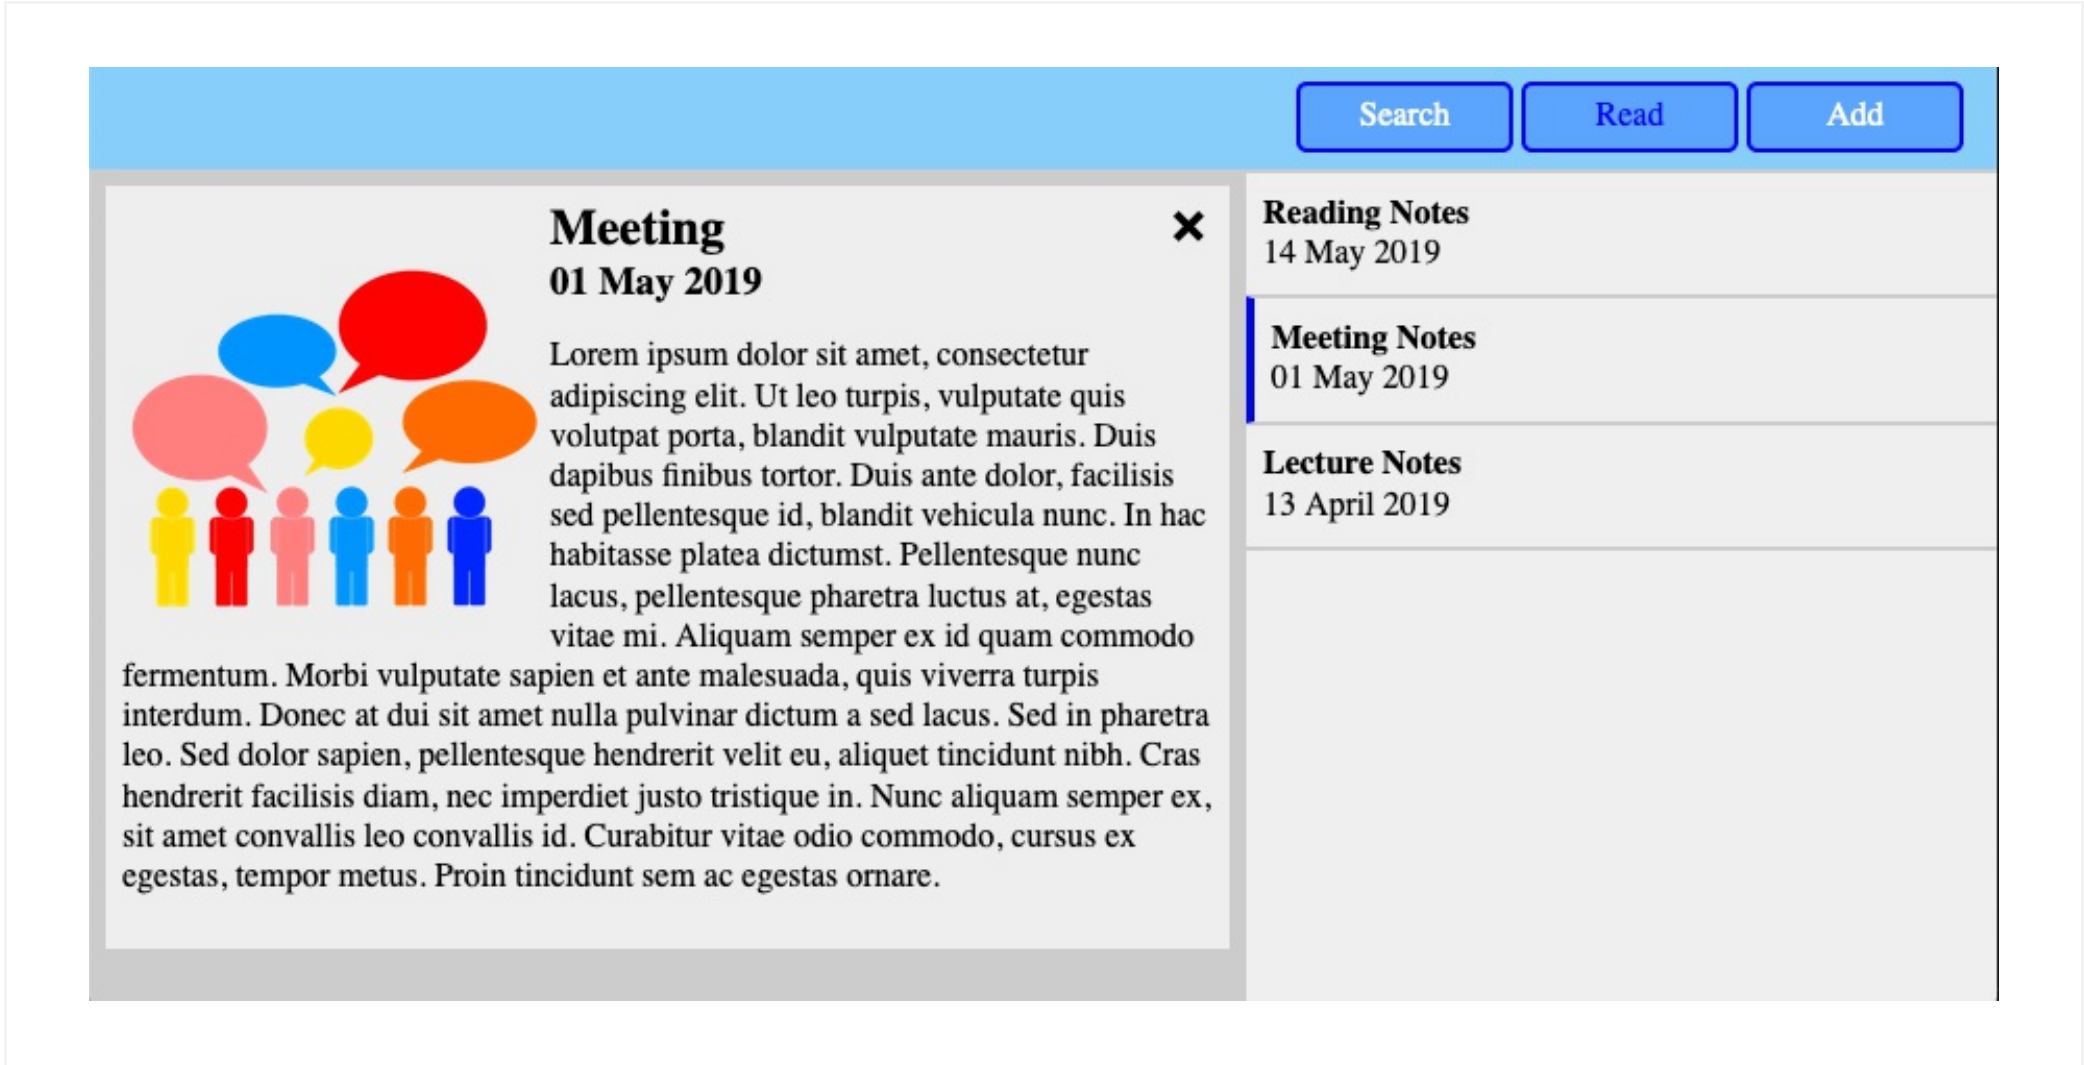 Search
Read
Add
Meeting
01 May 2019
Lorem ipsum dolor sit amet, consectetur
adipiscing elit. Ut leo turpis, vulputate quis
volutpat porta, blandit vulputate mauris. Duis
dapibus finibus tortor. Duis ante dolor, facilisis
sed pellentesque id, blandit vehicula nunc. In hac
habitasse platea dictumst. Pellentesque nunc
lacus, pellentesque pharetra luctus at, egestas
vitae mi. Aliquam semper ex id quam commodo
fermentum. Morbi vulputate sapien et ante malesuada, quis viverra turpis
interdum. Donec at dui sit amet nulla pulvinar dictum a sed lacus. Sed in pharetra
leo. Sed dolor sapien, pellentesque hendrerit velit eu, aliquet tincidunt nibh. Cras
hendrerit facilisis diam, nec imperdiet justo tristique in. Nunc aliquam semper ex,
sit amet convallis leo convallis id. Curabitur vitae odio commodo, cursus ex
egestas, tempor metus. Proin tincidunt sem ac egestas ornare.
Reading Notes
14 May 2019
Meeting Notes
01 May 2019
Lecture Notes
13 April 2019